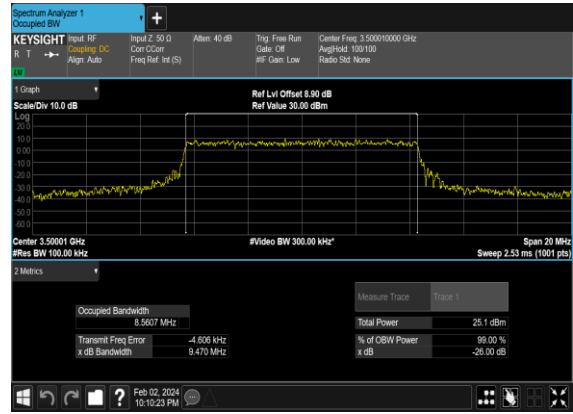 Spectrum Analyzer 1
Occupied BW
+
KEYSIGHT Input: RF Input Z: 50 Ω Atten: 40 dB Trig: Free Run Center Freq: 3.500010000 GHz
R T Coupling: DC Corr CCorr Gate: Off Avg|Hold: 100/100
Align: Auto Freq Ref: Int (S) #IF Gain: Low Radio Std: None
LW
1 Graph
Scale/Div 10.0 dB
Ref Lvl Offset 8.90 dB
Ref Value 30.00 dBm
Log
20.0
10.0
0.00
-10.0
-20.0
-30.0
-40.0
-50.0
-60.0
Center 3.50001 GHz #Video BW 300.00 kHz* Span 20 MHz
#Res BW 100.00 kHz Sweep 2.53 ms (1001 pts)
2 Metrics
Measure Trace Trace 1
Occupied Bandwidth
8.5607 MHz
Total Power 25.1 dBm
Transmit Freq Error -4.606 kHz % of OBW Power 99.00 %
x dB Bandwidth 9.470 MHz x dB -26.00 dB
? Feb 02, 2024
10:10:23 PM